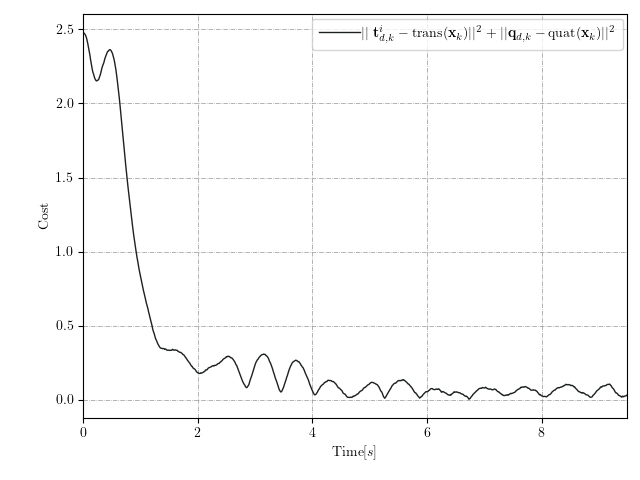 2.5
|| t^i_{d,k} − trans(x_k)||^2 + ||q_{d,k} − quat(x_k)||^2
2.0
1.5
Cost
1.0
0.5
0.0
0 2 4 6 8
Time[s]